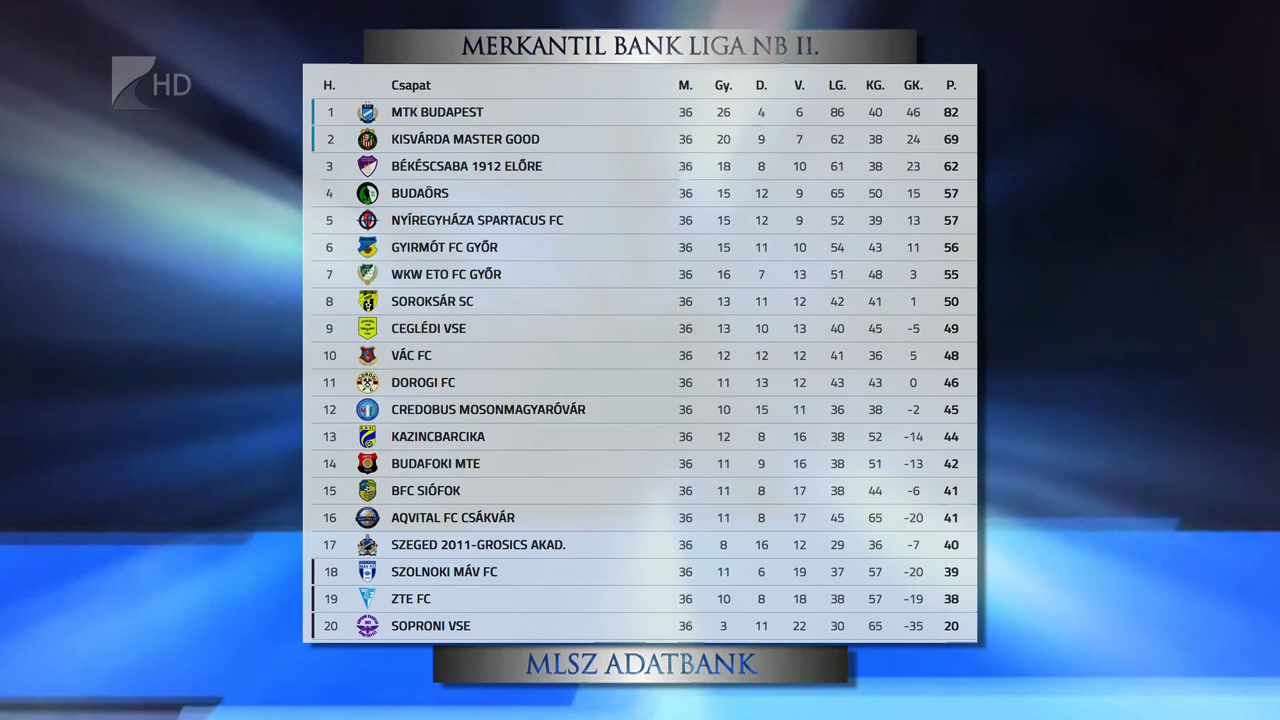 MERKANTIL BANK LIGA NB II.
HD
H. Csapat M. Gy. D. V. LG. KG. GK. P.
1 MTK BUDAPEST 36 26 4 6 86 40 46 82
2 KISVÁRDA MASTER GOOD 36 20 9 7 62 38 24 69
3 BÉKÉSCSABA 1912 ELŐRE 36 18 8 10 61 38 23 62
4 BUDAÖRS 36 15 12 9 65 50 15 57
5 NYÍREGYHÁZA SPARTACUS FC 36 15 12 9 52 39 13 57
6 GYIRMÓT FC GYŐR 36 15 11 10 54 43 11 56
7 WKW ETO FC GYŐR 36 16 7 13 51 48 3 55
8 SOROKSÁR SC 36 13 11 12 42 41 1 50
9 CEGLÉDI VSE 36 13 10 13 40 45 -5 49
10 VÁC FC 36 12 12 12 41 36 5 48
11 DOROGI FC 36 11 13 12 43 43 0 46
12 CREDOBUS MOSONMAGYARÓVÁR 36 10 15 11 36 38 -2 45
13 KAZINCBARCIKA 36 12 8 16 38 52 -14 44
14 BUDAFOKI MTE 36 11 9 16 38 51 -13 42
15 BFC SIÓFOK 36 11 8 17 38 44 -6 41
16 AQVITAL FC CSÁKVÁR 36 11 8 17 45 65 -20 41
17 SZEGED 2011-GROSICS AKAD. 36 8 16 12 29 36 -7 40
18 SZOLNOKI MÁV FC 36 11 6 19 37 57 -20 39
19 ZTE FC 36 10 8 18 38 57 -19 38
20 SOPRONI VSE 36 3 11 22 30 65 -35 20
MLSZ ADATBANK